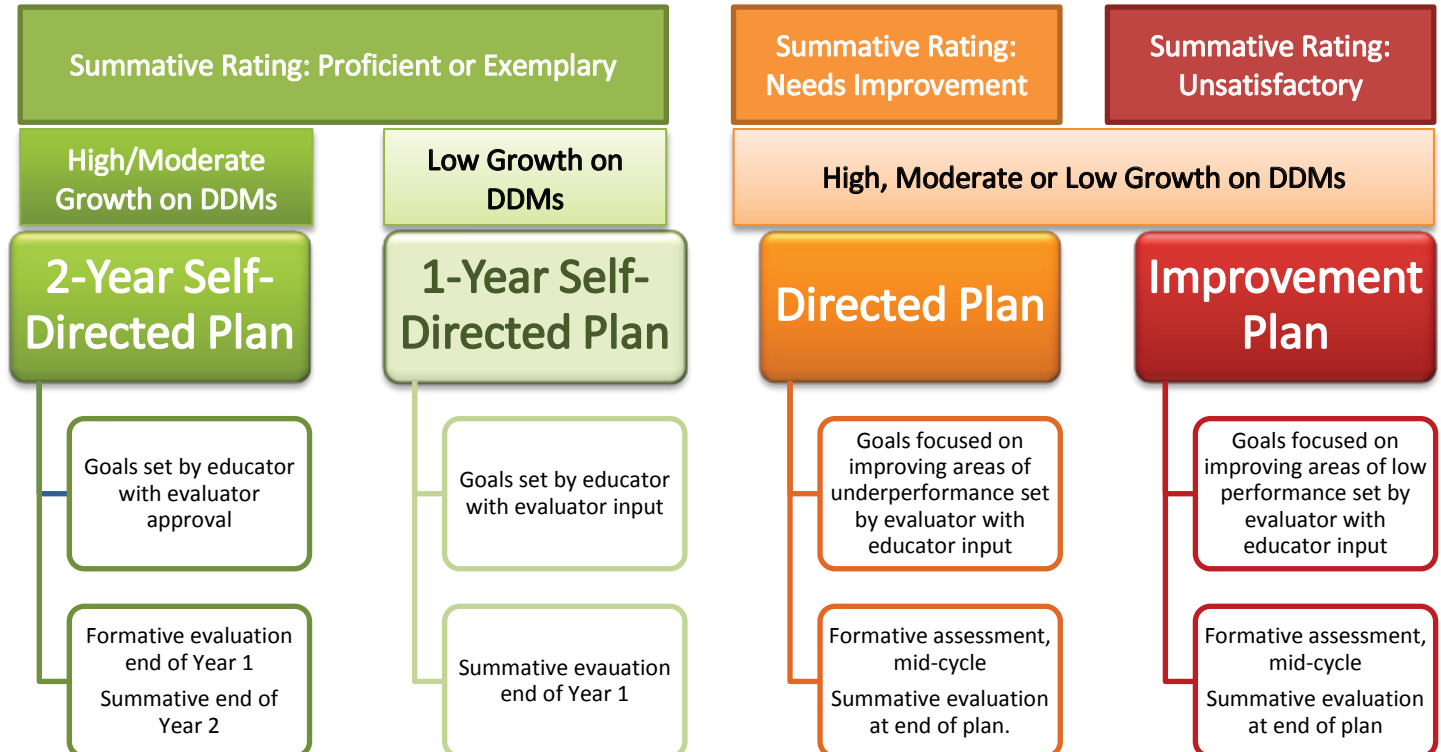 Summative Rating: Proficient or Exemplary
Summative Rating:
Needs Improvement
Summative Rating:
Unsatisfactory
High/Moderate
Growth on DDMs
Low Growth on
DDMs
High, Moderate or Low Growth on DDMs
2-Year Self-
Directed Plan
1-Year Self-
Directed Plan
Directed Plan
Improvement
Plan
Goals set by educator
with evaluator
approval
Goals set by educator
with evaluator input
Goals focused on
improving areas of
underperformance set
by evaluator with
educator input
Goals focused on
improving areas of low
performance set by
evaluator with
educator input
Formative evaluation
end of Year 1
Summative end of
Year 2
Summative evauation
end of Year 1
Formative assessment,
mid-cycle
Summative evaluation
at end of plan.
Formative assessment,
mid-cycle
Summative evaluation
at end of plan